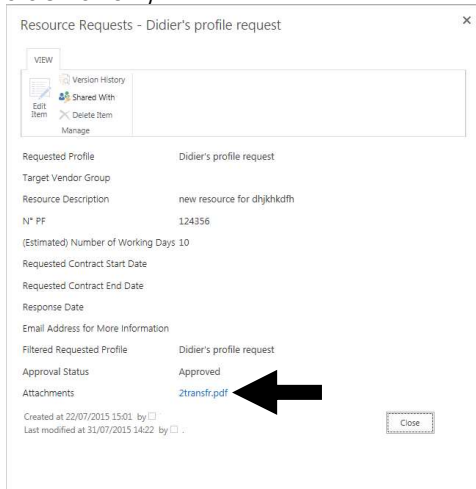 Resource Requests - Didier's profile request
VIEW
Version History
Shared With
Edit Item
Delete Item
Manage
Requested Profile Didier's profile request
Target Vendor Group
Resource Description new resource for dhjkhkdfh
N° PF 124356
(Estimated) Number of Working Days 10
Requested Contract Start Date
Requested Contract End Date
Response Date
Email Address for More Information
Filtered Requested Profile Didier's profile request
Approval Status Approved
Attachments 2transfr.pdf
Created at 22/07/2015 15:01 by
Last modified at 31/07/2015 14:22 by .
Close